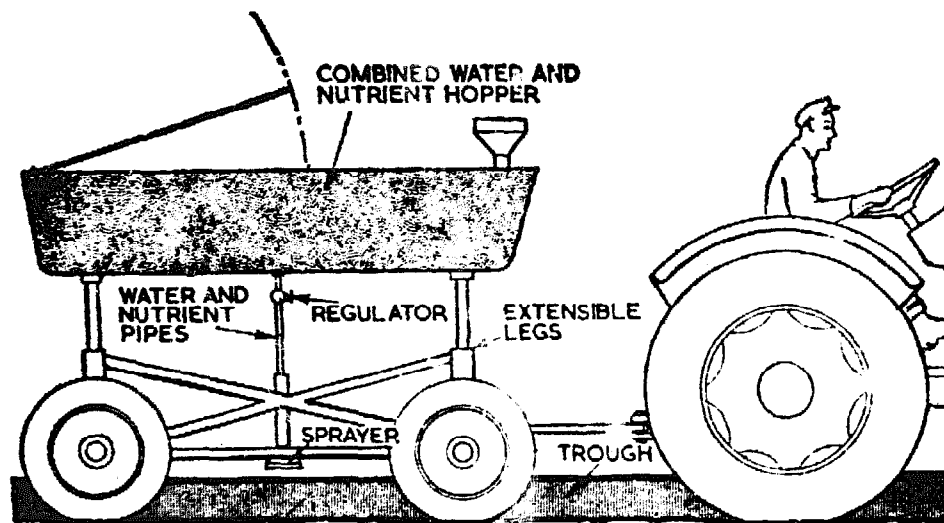 COMBINED WATER AND
NUTRIENT HOPPER
WATER AND
NUTRIENT
PIPES
REGULATOR
EXTENSIBLE
LEGS
SPRAYER
TROUGH